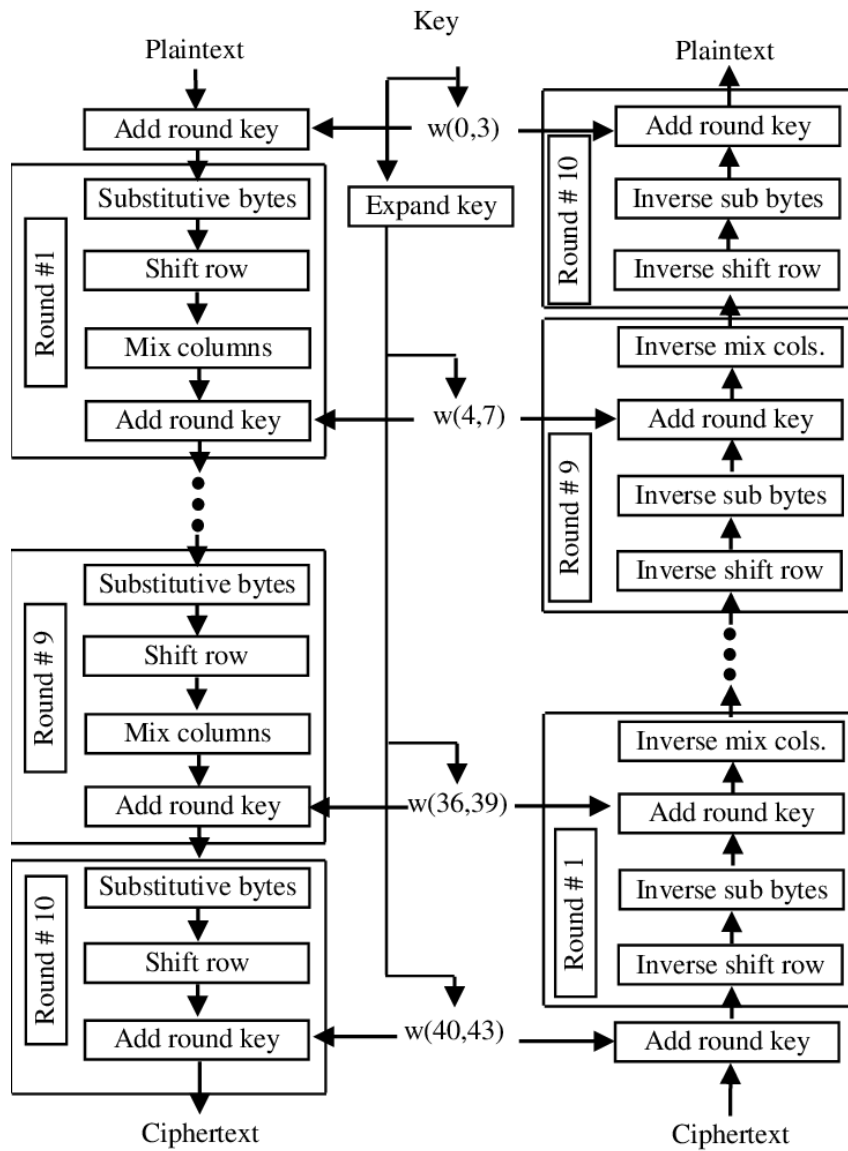 Key
Plaintext
Plaintext
Add round key
w(0,3)
Add round key
Substitutive bytes
Expand key
Inverse sub bytes
Round # 10
Round #1
Shift row
Inverse shift row
Mix columns
Inverse mix cols.
Add round key
w(4,7)
Add round key
Round # 9
Inverse sub bytes
Substitutive bytes
Inverse shift row
Round # 9
Shift row
Mix columns
Inverse mix cols.
Add round key
w(36,39)
Add round key
Substitutive bytes
Inverse sub bytes
Round # 10
Round # 1
Shift row
Inverse shift row
Add round key
w(40,43)
Add round key
Ciphertext
Ciphertext